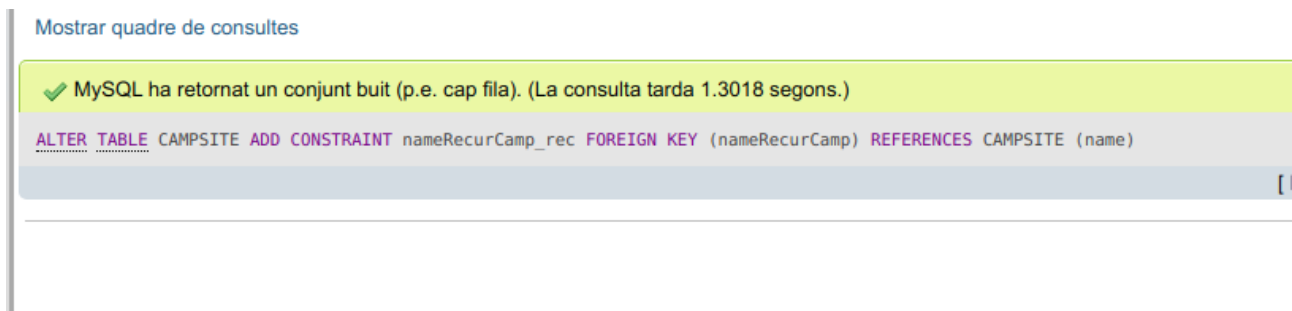 Mostrar quadre de consultes
MySQL ha retornat un conjunt buit (p.e. cap fila). (La consulta tarda 1.3018 segons.)
ALTER TABLE CAMPSITE ADD CONSTRAINT nameRecurCamp_rec FOREIGN KEY (nameRecurCamp) REFERENCES CAMPSITE (name)
[